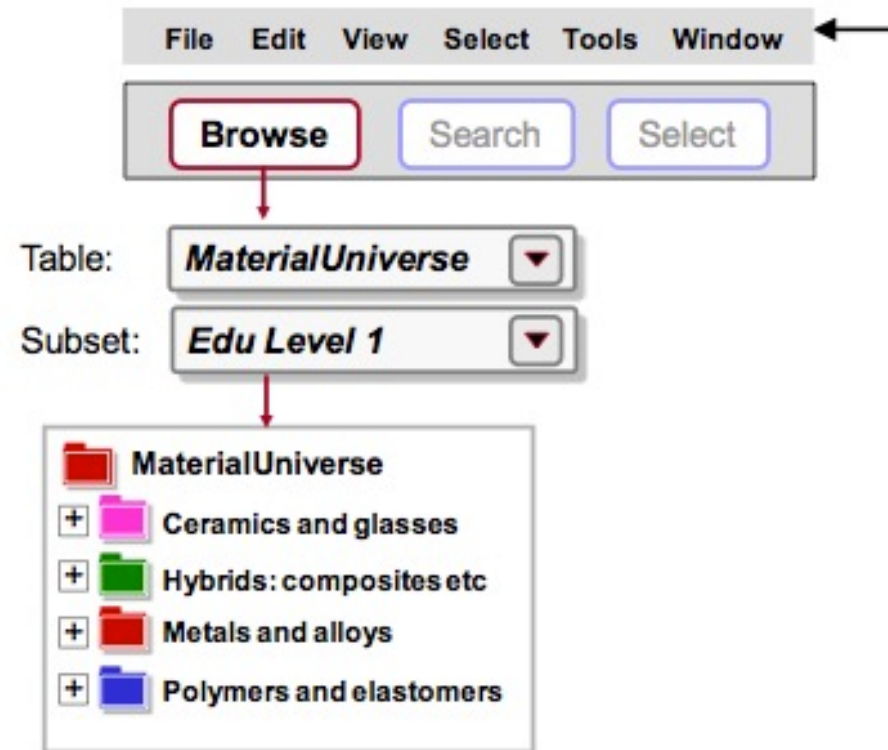 File Edit View Select Tools Window
Browse Search Select
Table: MaterialUniverse
Subset: Edu Level 1
MaterialUniverse
Ceramics and glasses
Hybrids: composites etc
Metals and alloys
Polymers and elastomers